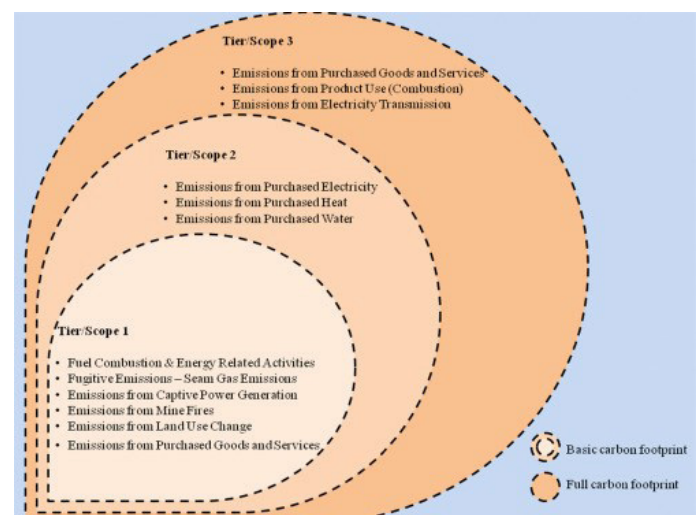 Tier/Scope 3
• Emissions from Purchased Goods and Services
• Emissions from Product Use (Combustion)
• Emissions from Electricity Transmission
Tier/Scope 2
• Emissions from Purchased Electricity
• Emissions from Purchased Heat
• Emissions from Purchased Water
Tier/Scope 1
• Fuel Combustion & Energy Related Activities
• Fugitive Emissions – Seam Gas Emissions
• Emissions from Captive Power Generation
• Emissions from Mine Fires
• Emissions from Land Use Change
• Emissions from Purchased Goods and Services
Basic carbon footprint
Full carbon footprint